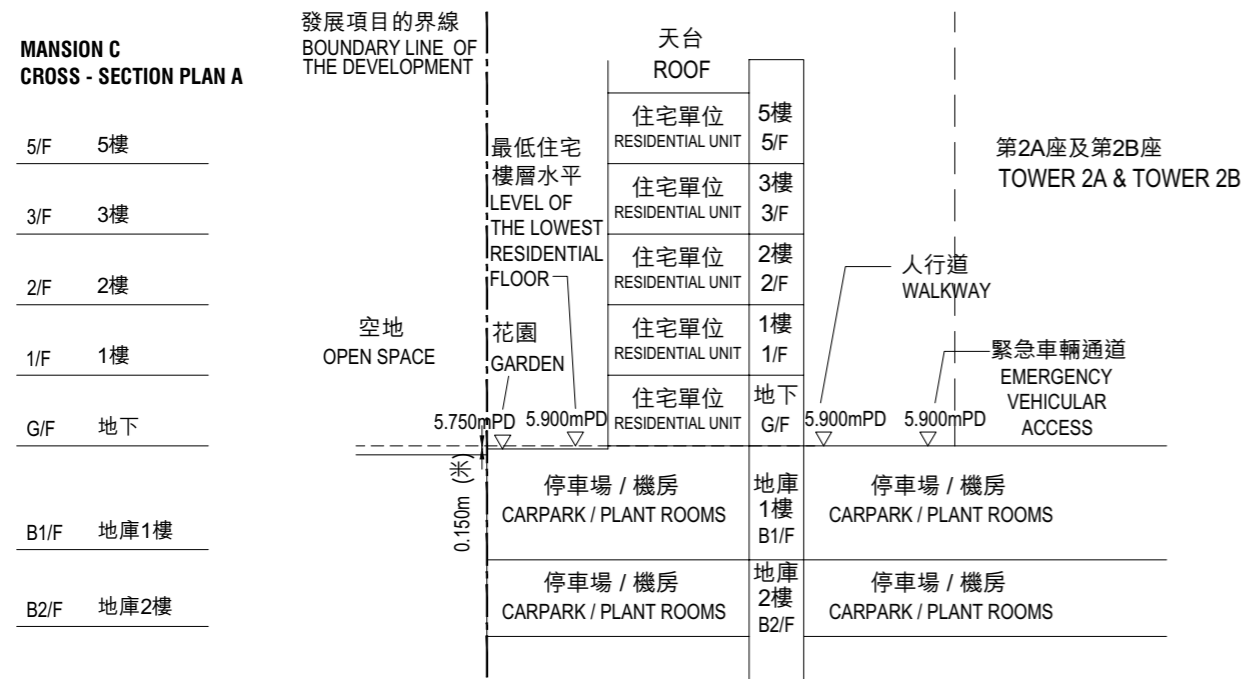 MANSION C
CROSS - SECTION PLAN A
發展項目的界線
BOUNDARY LINE OF
THE DEVELOPMENT
天台
ROOF
5/F 5樓
3/F 3樓
2/F 2樓
1/F 1樓
G/F 地下
B1/F 地庫1樓
B2/F 地庫2樓
最低住宅
樓層水平
LEVEL OF
THE LOWEST
RESIDENTIAL
FLOOR
空地
OPEN SPACE
花園
GARDEN
5.750mPD
5.900mPD
0.150m (米)
住宅單位
RESIDENTIAL UNIT
5樓
5/F
住宅單位
RESIDENTIAL UNIT
3樓
3/F
住宅單位
RESIDENTIAL UNIT
2樓
2/F
住宅單位
RESIDENTIAL UNIT
1樓
1/F
住宅單位
RESIDENTIAL UNIT
地下
G/F
第2A座及第2B座
TOWER 2A & TOWER 2B
人行道
WALKWAY
緊急車輛通道
EMERGENCY
VEHICULAR
ACCESS
5.900mPD
5.900mPD
停車場 / 機房
CARPARK / PLANT ROOMS
地庫
1樓
B1/F
停車場 / 機房
CARPARK / PLANT ROOMS
停車場 / 機房
CARPARK / PLANT ROOMS
地庫
2樓
B2/F
停車場 / 機房
CARPARK / PLANT ROOMS